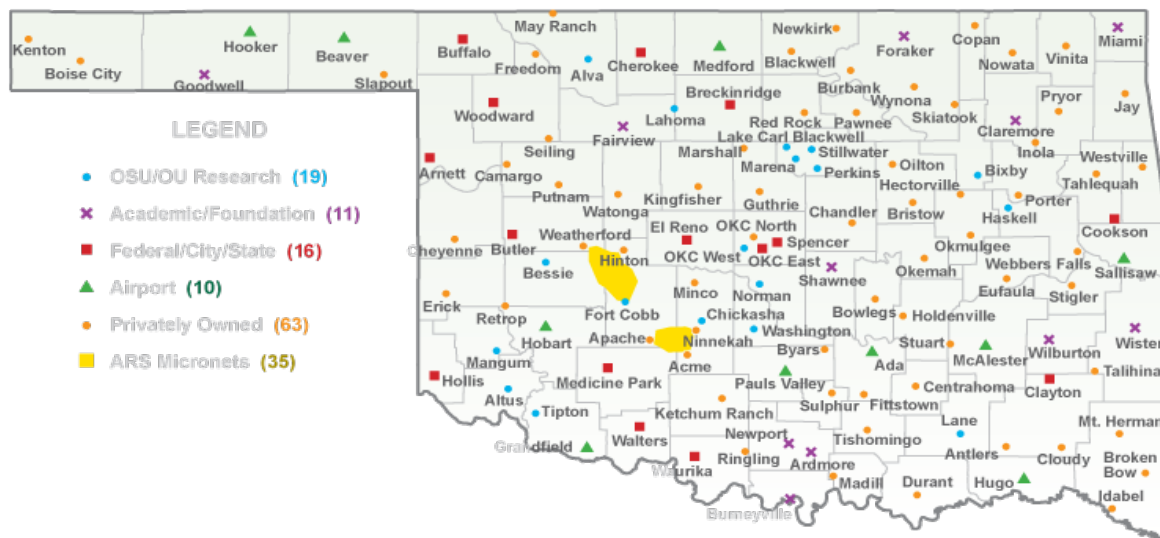 May Ranch
Newkirk
Kenton
Hooker
Beaver
Buffalo
Cherokee
Medford
Blackwell
Foraker
Copan
Miami
Boise City
Goodwell
Slapout
Freedom
Alva
Breckinridge
Burbank
Nowata
Vinita
Woodward
Lahoma
Red Rock
Pawnee
Wynona
Skiatook
Pryor
Jay
LEGEND
Fairview
Lake Carl Blackwell
Claremore
Seiling
Marshall
Marena
Stillwater
Perkins
Oilton
Inola
Westville
Arnett
Camargo
OSU/OU Research (19)
Putnam
Kingfisher
Guthrie
Hectorville
Bixby
Tahlequah
Academic/Foundation (11)
Watonga
Chandler
Bristow
Haskell
Porter
Weatherford
El Reno
OKC North
Cookson
Federal/City/State (16)
Cheyenne
Butler
Hinton
OKC West
OKC East
Spencer
Okmulgee
Webbers Falls
Sallisaw
Bessie
Shawnee
Okemah
Airport (10)
Minco
Norman
Eufaula
Stigler
Erick
Retrop
Fort Cobb
Chickasha
Bowlegs
Holdenville
Privately Owned (63)
Hobart
Apache
Ninnekah
Washington
Stuart
Wilburton
Wister
ARS Micronets (35)
Mangum
Acme
Byars
Ada
McAlester
Talihina
Hollis
Medicine Park
Pauls Valley
Centrahoma
Clayton
Altus
Tipton
Ketchum Ranch
Sulphur
Fittstown
Lane
Mt. Herman
Grandfield
Walters
Newport
Tishomingo
Antlers
Cloudy
Broken
Bow
Waurika
Ringling
Ardmore
Madill
Durant
Hugo
Idabel
Burneyville